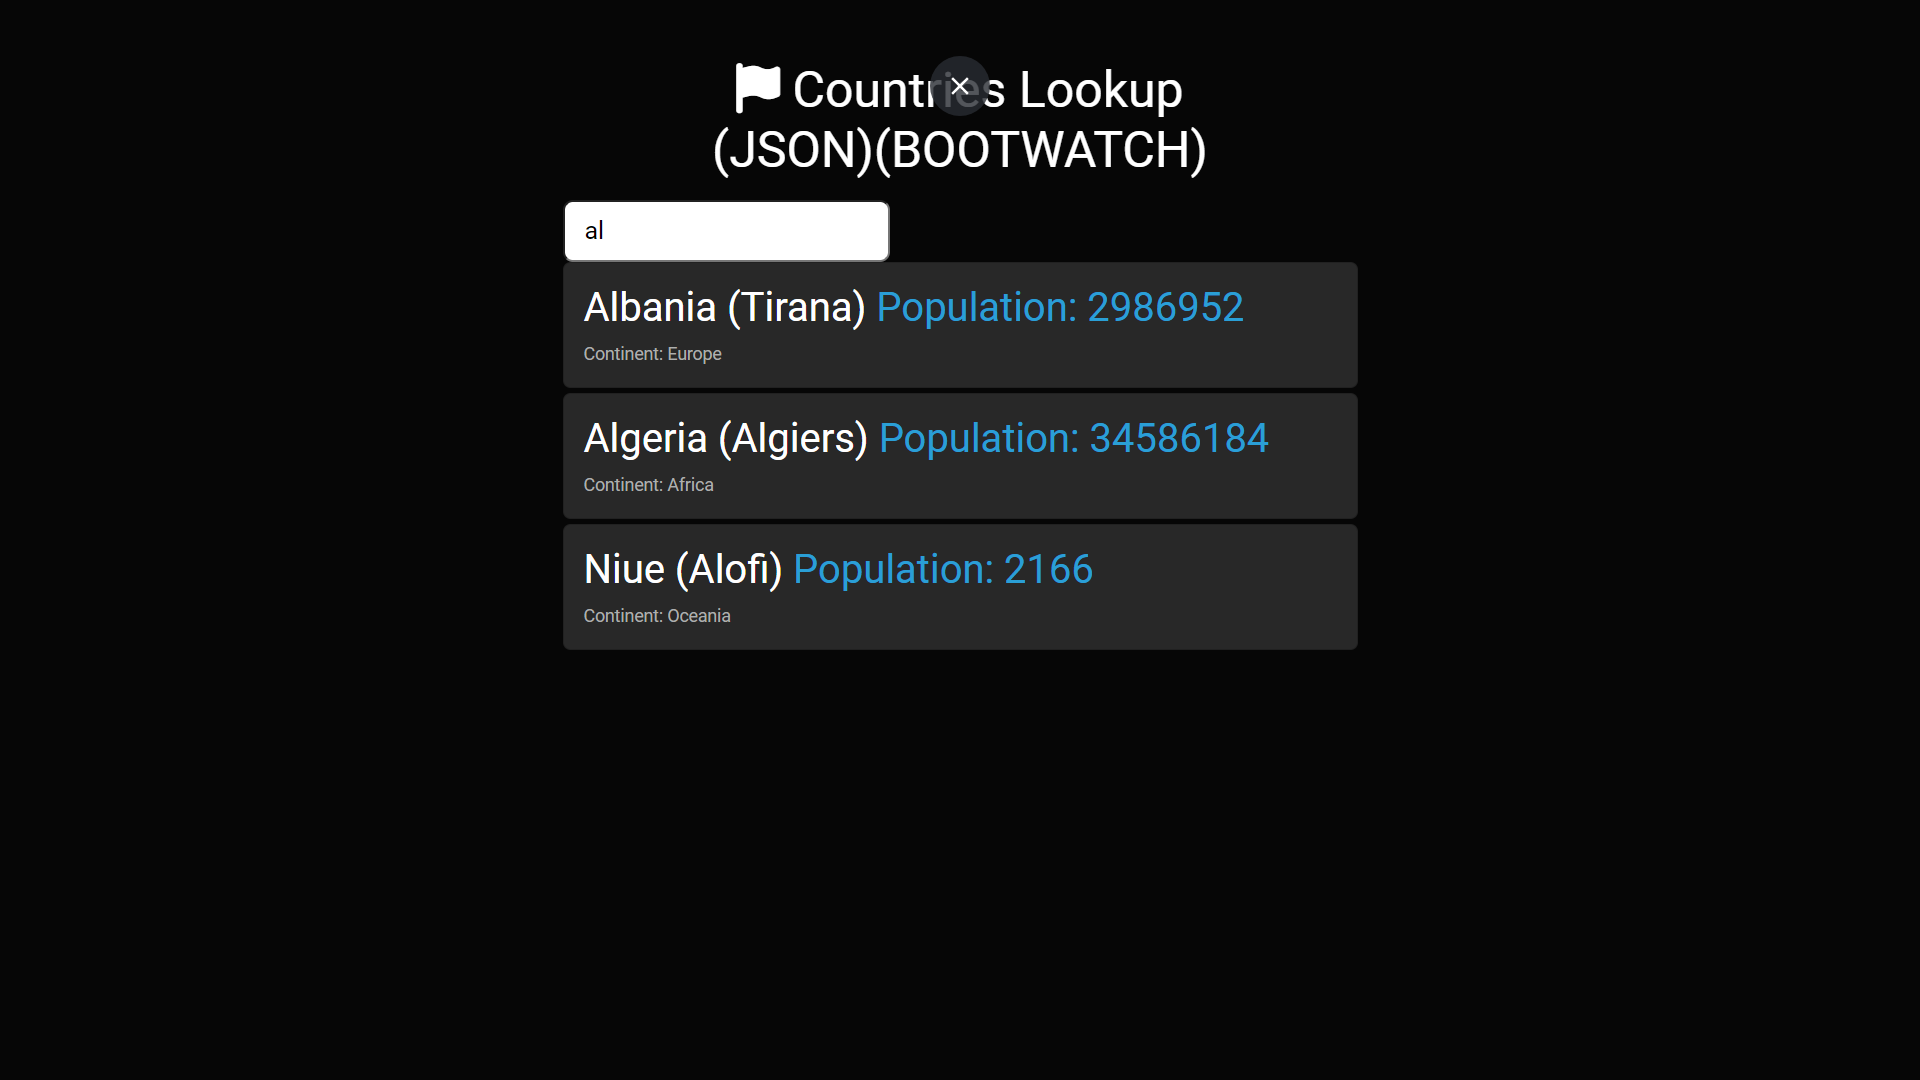 Countries Lookup
(JSON)(BOOTWATCH)
al
Albania (Tirana) Population: 2986952
Continent: Europe
Algeria (Algiers) Population: 34586184
Continent: Africa
Niue (Alofi) Population: 2166
Continent: Oceania